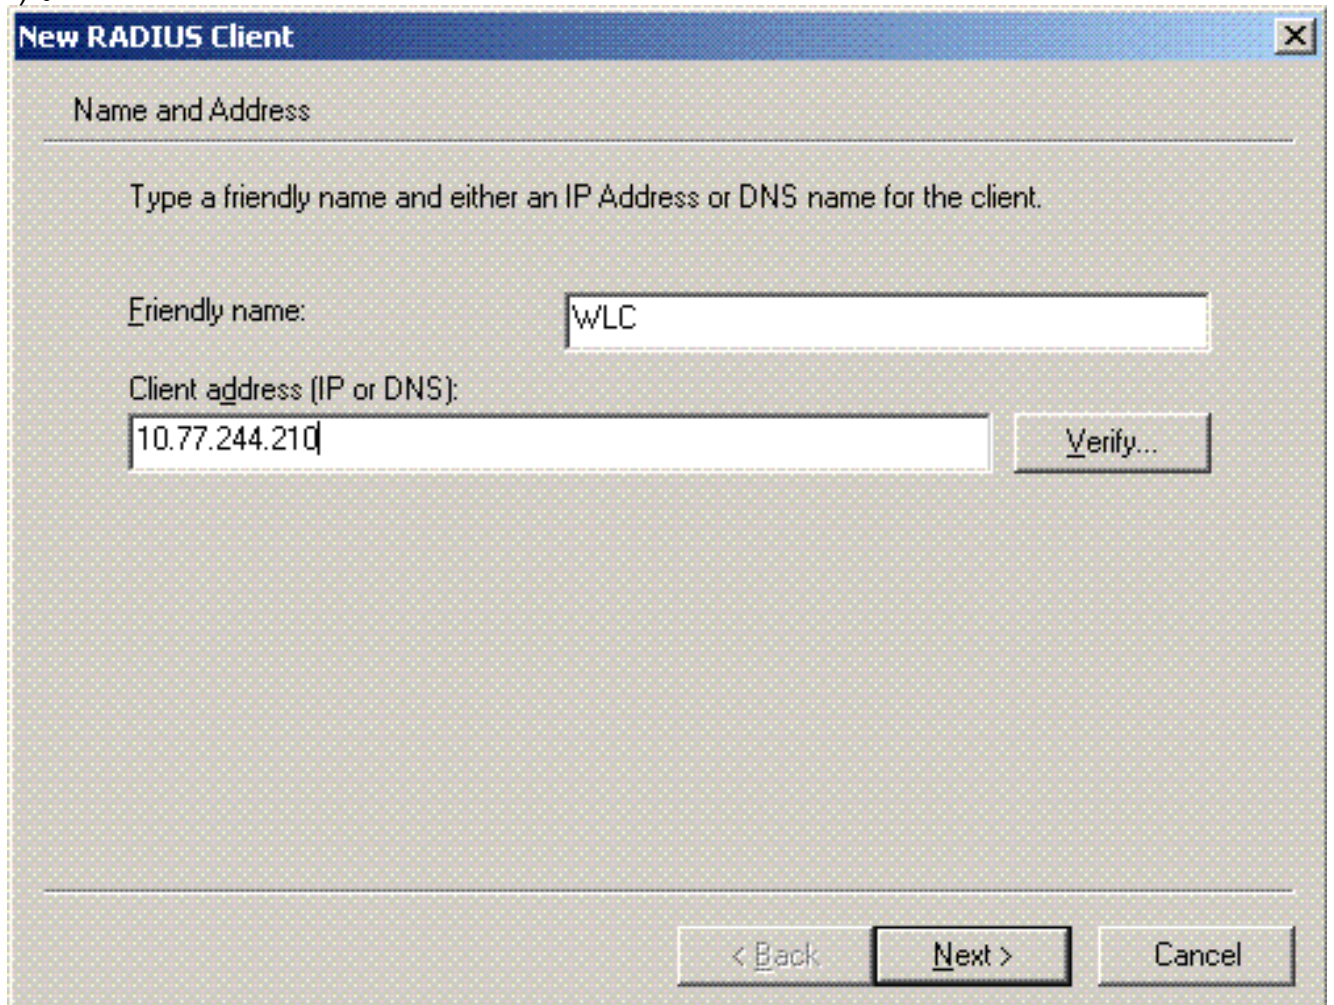 New RADIUS Client
Name and Address
Type a friendly name and either an IP Address or DNS name for the client.
Friendly name:
WLC
Client address (IP or DNS):
10.77.244.210
Verify...
< Back
Next >
Cancel